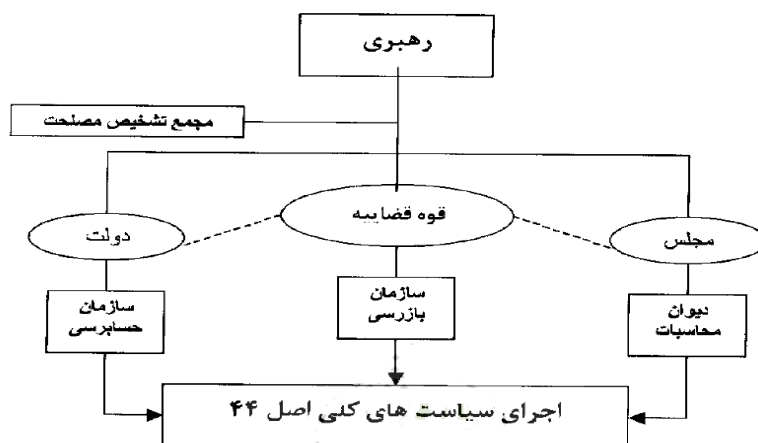 رهبری
مجمع تشخیص مصلحت
قوه قضاییه
مجلس
دولت
دیوان
محاسبات
سازمان
بازرسی
سازمان
حسابرسی
اجرای سیاست های کلی اصل ۴۴